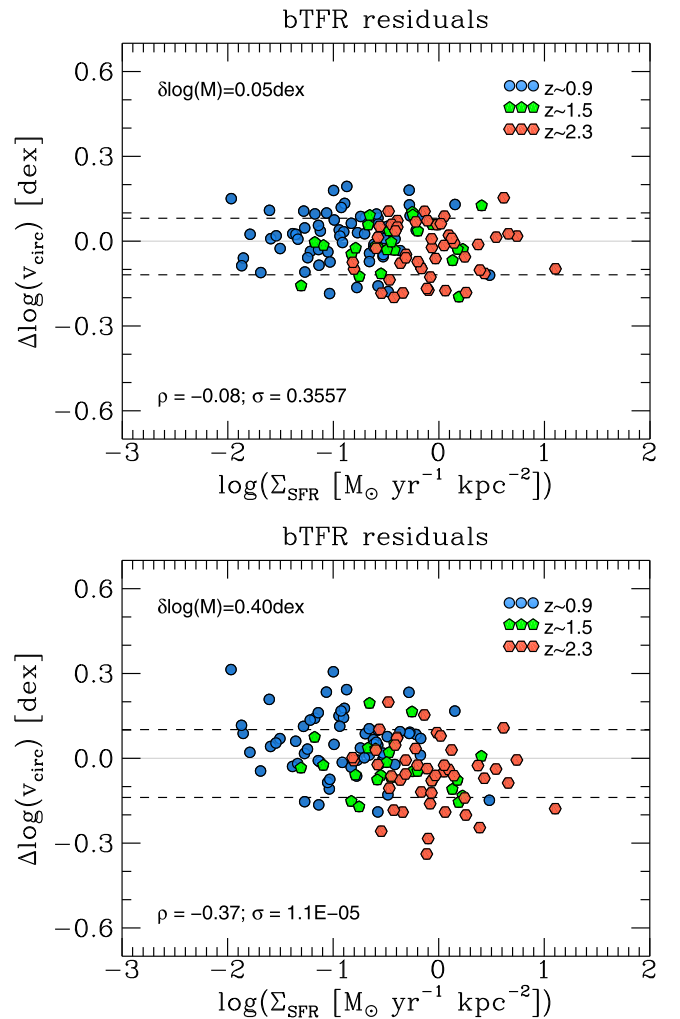 bTFR residuals
δlog(M)=0.05dex
z~0.9
z~1.5
z~2.3
Δlog(v_circ) [dex]
0.6
0.3
0.0
−0.3
−0.6
ρ = −0.08; σ = 0.3557
−3 −2 −1 0 1 2
log(Σ_SFR [M_⊙ yr^−1 kpc^−2])
bTFR residuals
δlog(M)=0.40dex
z~0.9
z~1.5
z~2.3
Δlog(v_circ) [dex]
0.6
0.3
0.0
−0.3
−0.6
ρ = −0.37; σ = 1.1E−05
−3 −2 −1 0 1 2
log(Σ_SFR [M_⊙ yr^−1 kpc^−2])